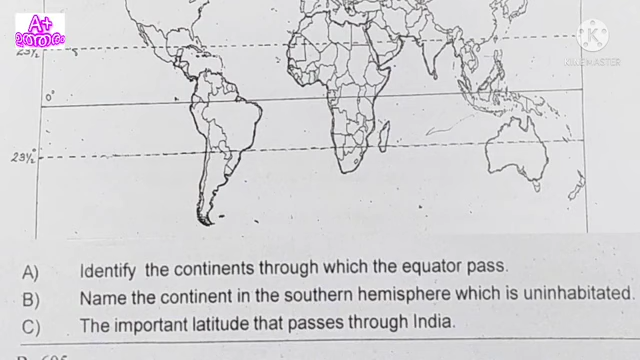 A+
23½°
KINEMASTER
0°
23½°
A) Identify the continents through which the equator pass.
B) Name the continent in the southern hemisphere which is uninhabitated.
C) The important latitude that passes through India.